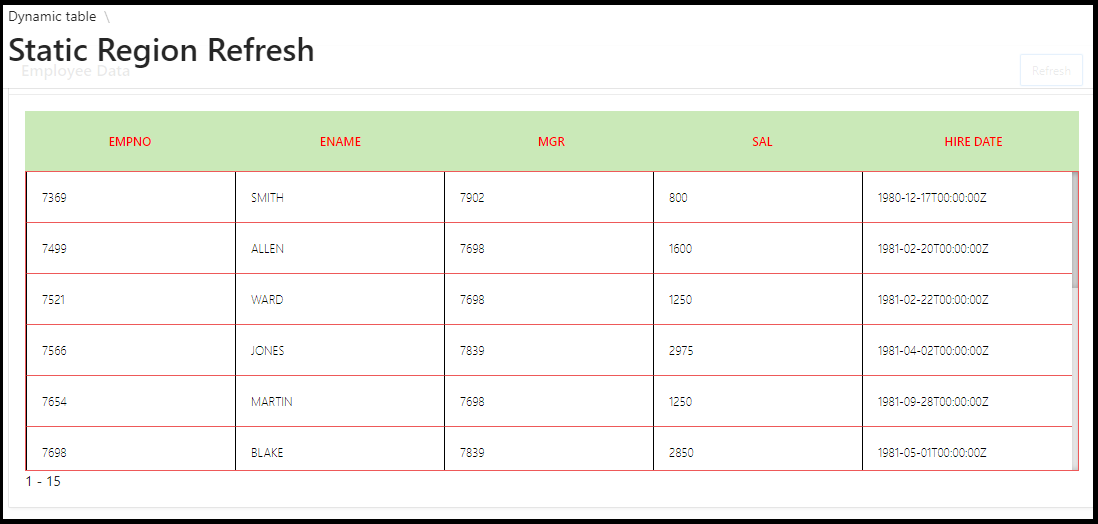 Dynamic table \
Static Region Refresh
Employee Data Refresh
EMPNO ENAME MGR SAL HIRE DATE
7369 SMITH 7902 800 1980-12-17T00:00:00Z
7499 ALLEN 7698 1600 1981-02-20T00:00:00Z
7521 WARD 7698 1250 1981-02-22T00:00:00Z
7566 JONES 7839 2975 1981-04-02T00:00:00Z
7654 MARTIN 7698 1250 1981-09-28T00:00:00Z
7698 BLAKE 7839 2850 1981-05-01T00:00:00Z
1 - 15